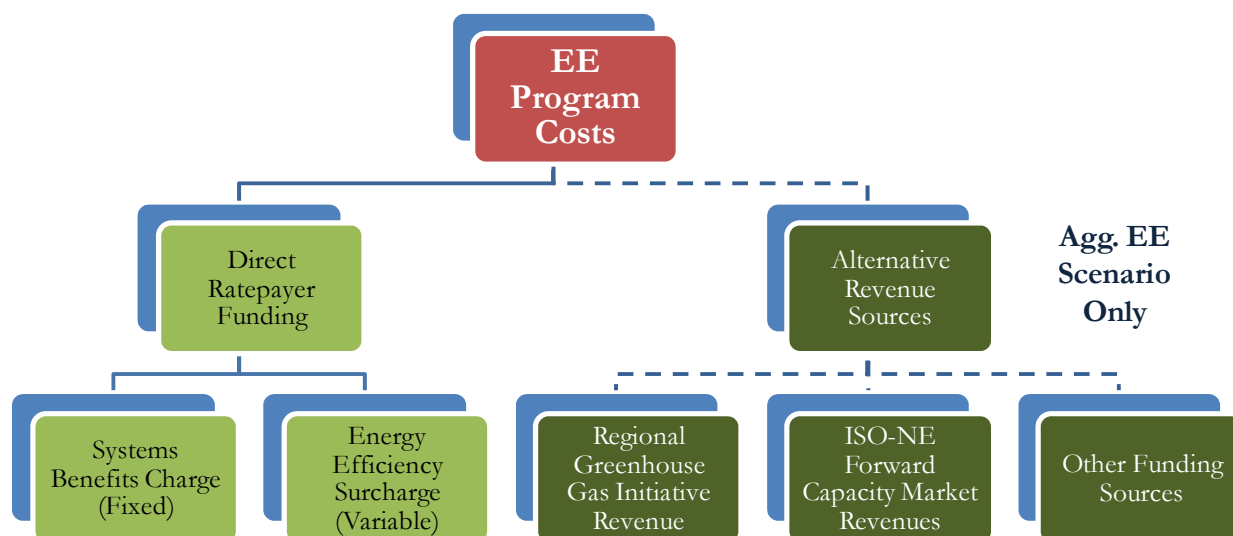 EE
Program
Costs
Direct
Ratepayer
Funding
Alternative
Revenue
Sources
Agg. EE
Scenario
Only
Systems
Benefits Charge
(Fixed)
Energy
Efficiency
Surcharge
(Variable)
Regional
Greenhouse
Gas Initiative
Revenue
ISO-NE
Forward
Capacity Market
Revenues
Other Funding
Sources